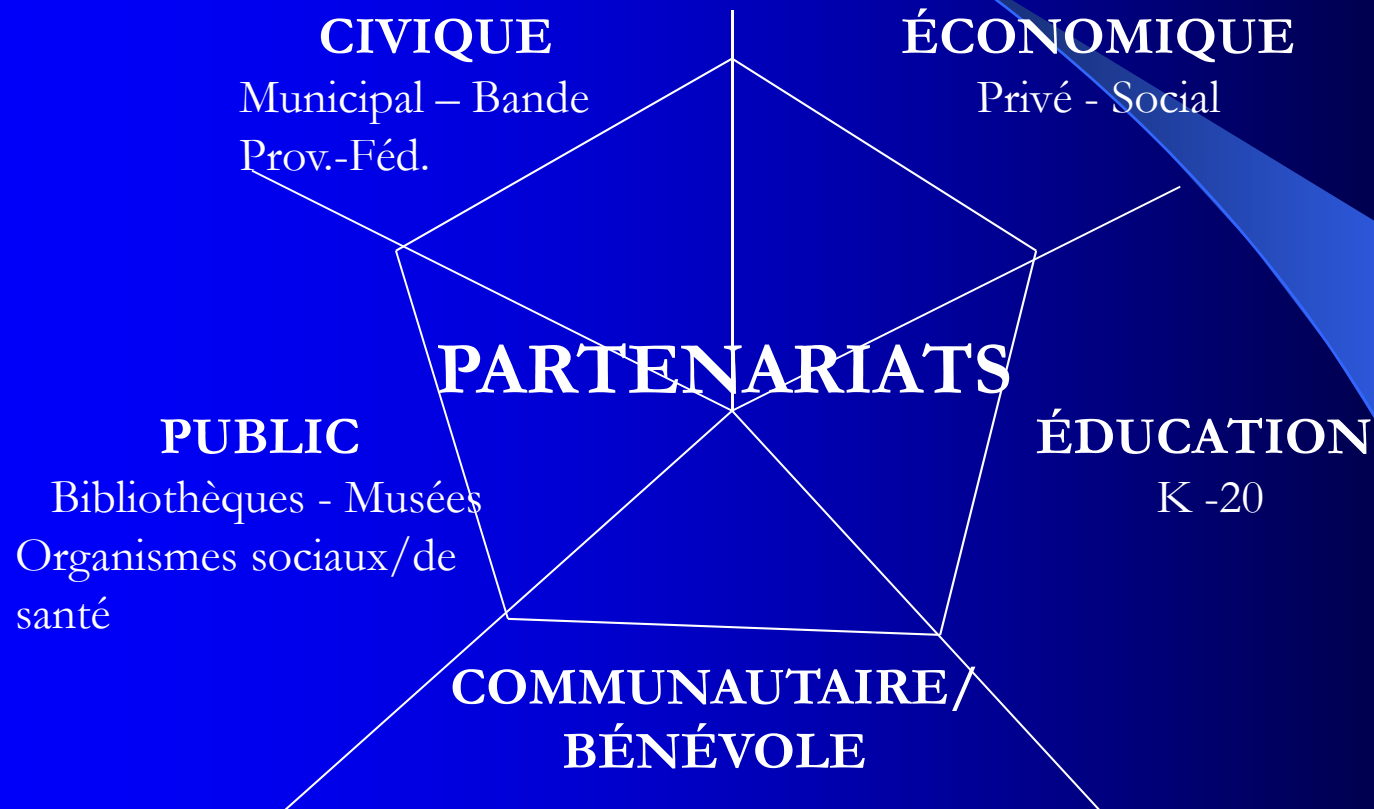 CIVIQUE
Municipal – Bande
Prov.-Féd.
ÉCONOMIQUE
Privé - Social
PARTENARIATS
PUBLIC
Bibliothèques - Musées
Organismes sociaux/de
santé
ÉDUCATION
K -20
COMMUNAUTAIRE/
BÉNÉVOLE